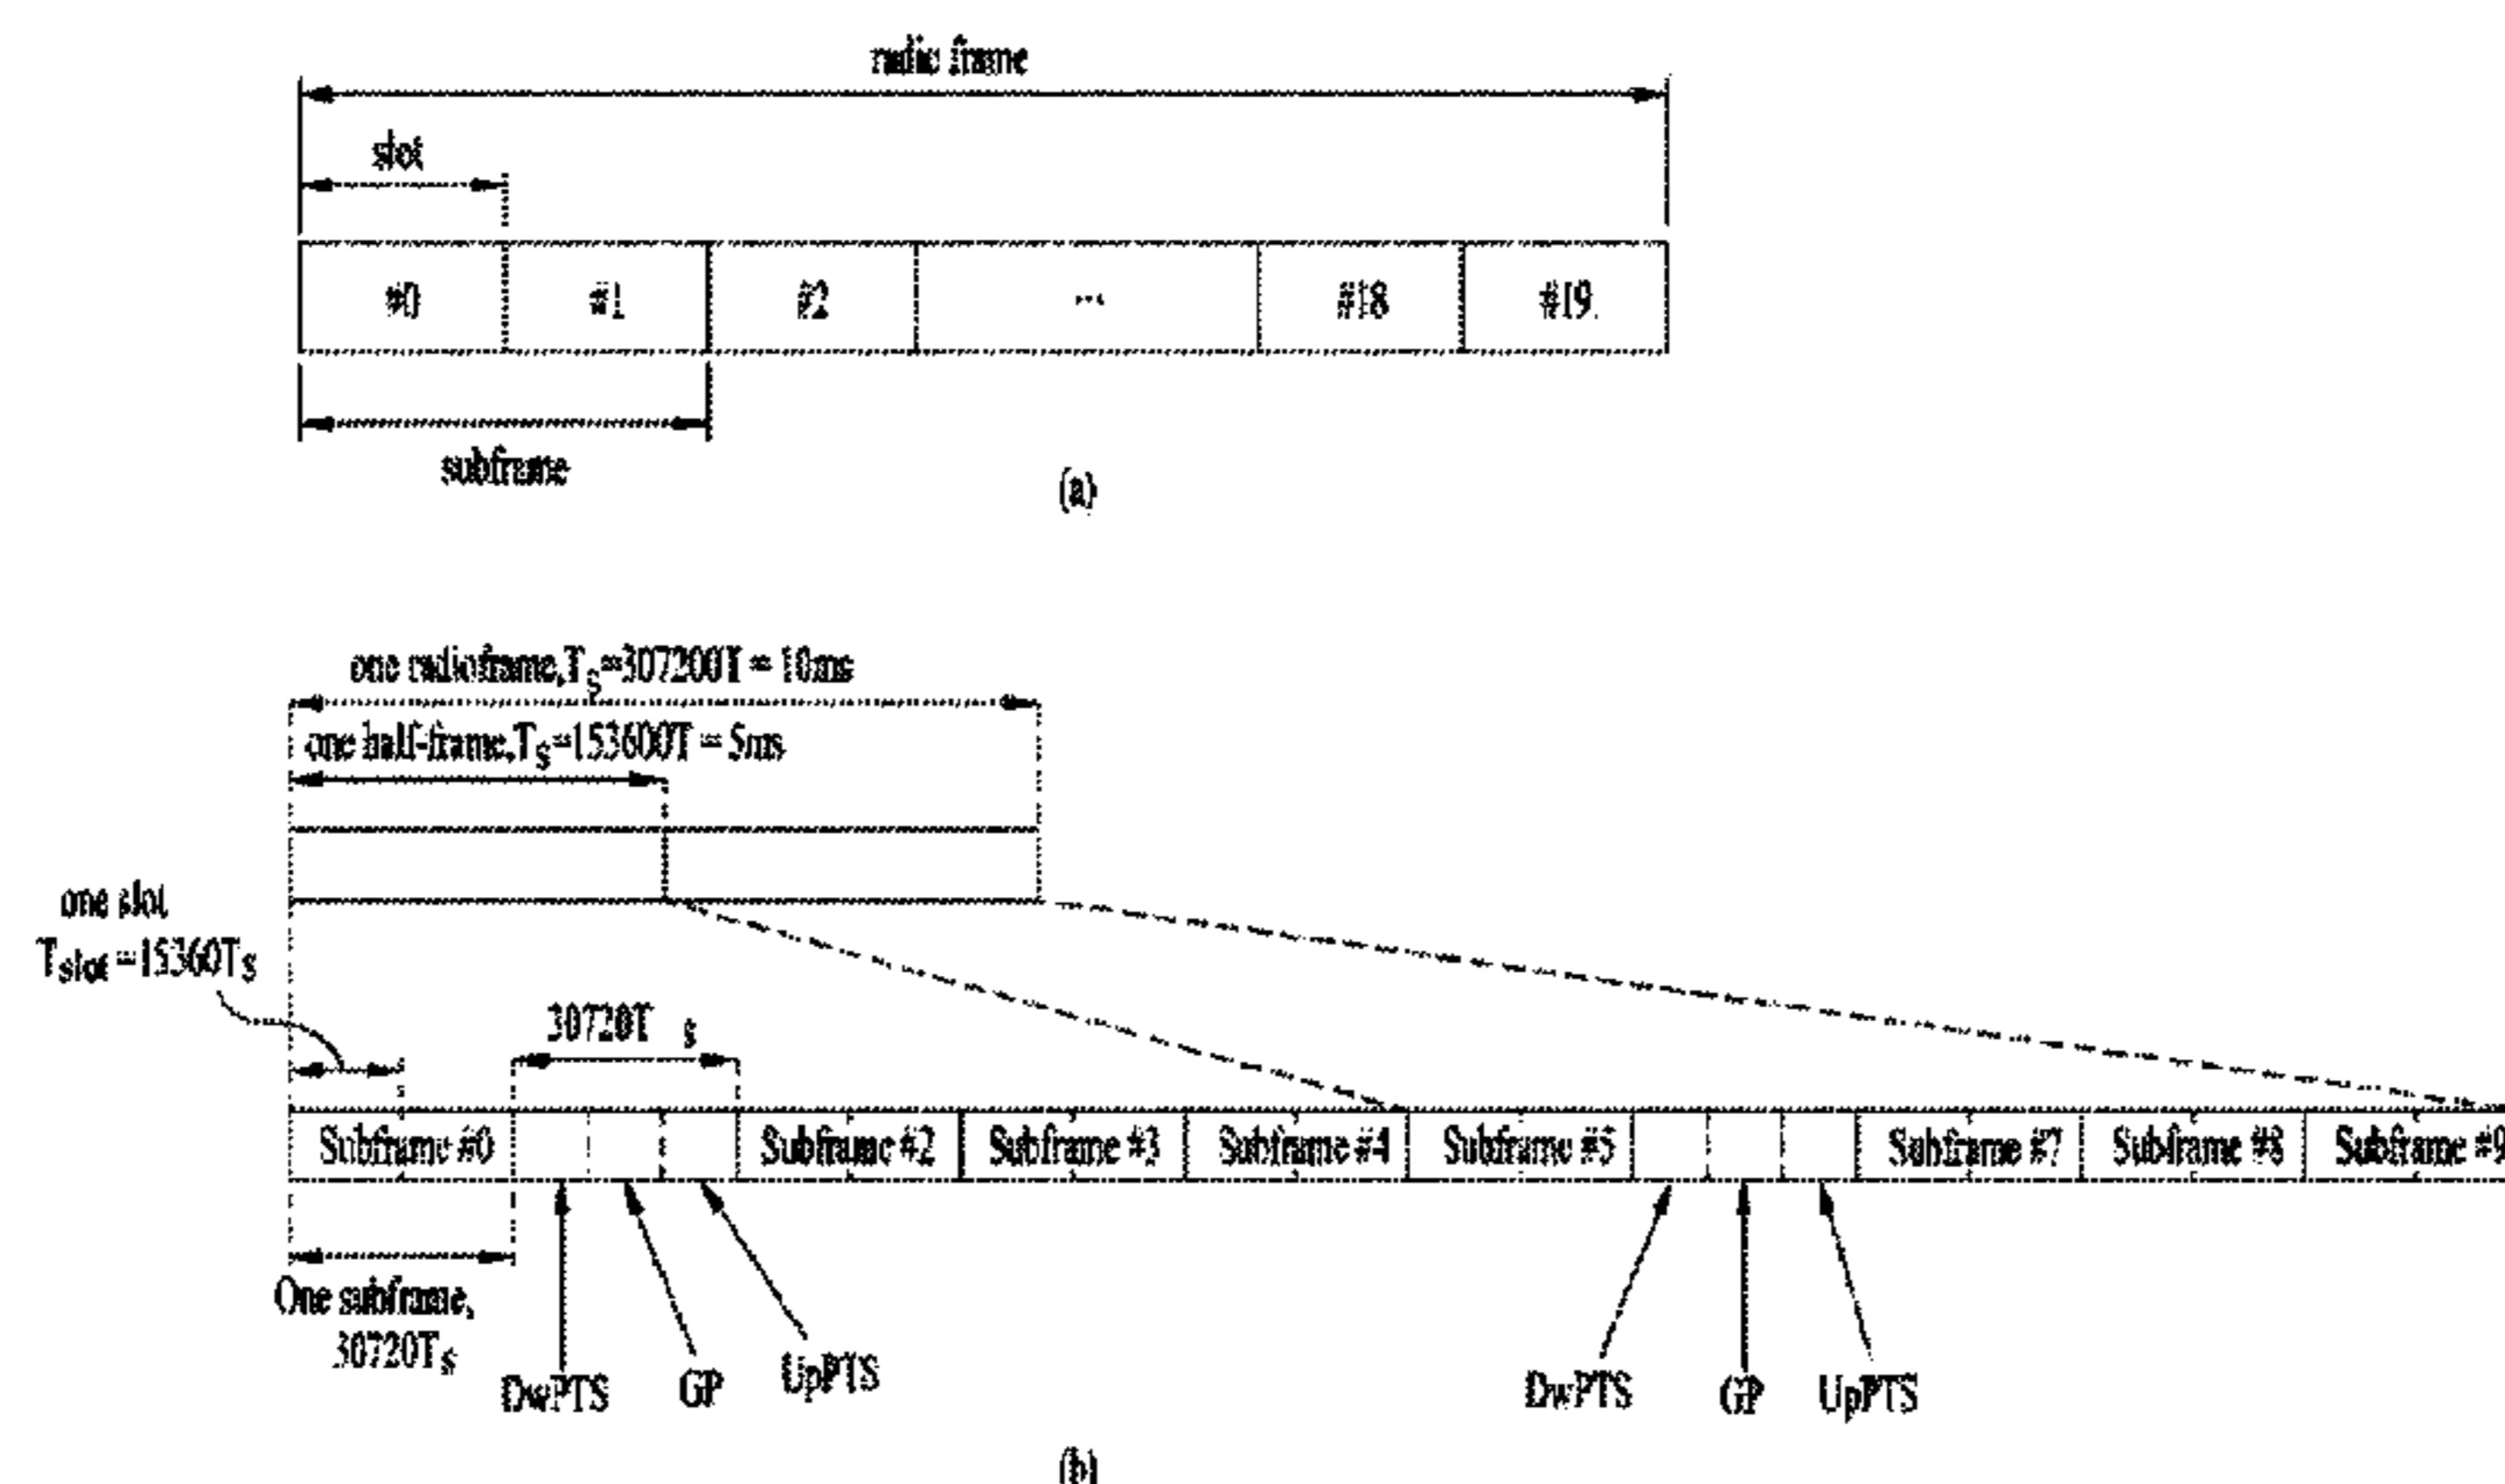 radio frame
slot
#0 #1 #2 ... #18 #19
subframe
(a)
one radioframe,TS=307200T = 10ms
one half-frame,TS=153600T = 5ms
one slot
Tslot=15360TS
30720T s
Subframe #0 Subframe #2 Subframe #3 Subframe #4 Subframe #5 Subframe #7 Subframe #8 Subframe #9
One subframe,
30720TS
DwPTS GP UpPTS DwPTS GP UpPTS
(b)